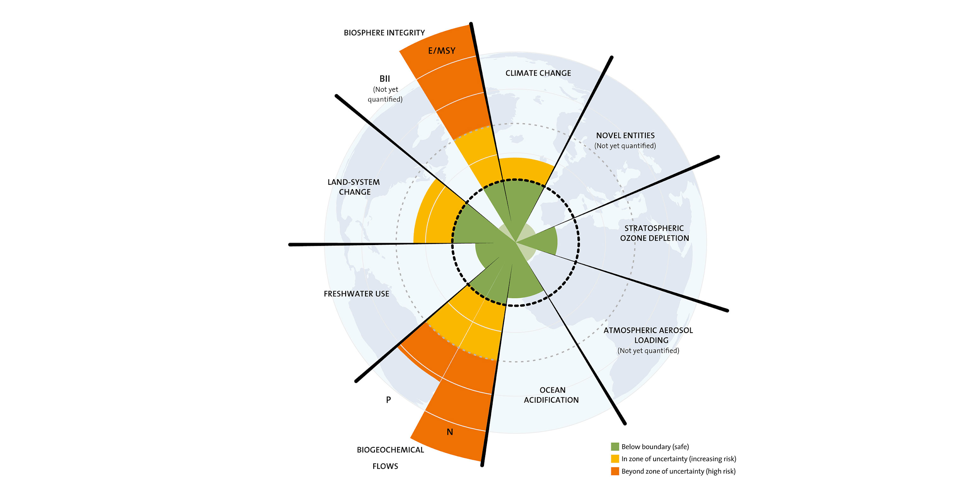 BIOSPHERE INTEGRITY
E/MSY
BII
(Not yet
quantified)
CLIMATE CHANGE
NOVEL ENTITIES
(Not yet quantified)
LAND-SYSTEM
CHANGE
STRATOSPHERIC
OZONE DEPLETION
FRESHWATER USE
ATMOSPHERIC AEROSOL
LOADING
(Not yet quantified)
P
OCEAN
ACIDIFICATION
N
BIOGEOCHEMICAL
FLOWS
Below boundary (safe)
In zone of uncertainty (increasing risk)
Beyond zone of uncertainty (high risk)